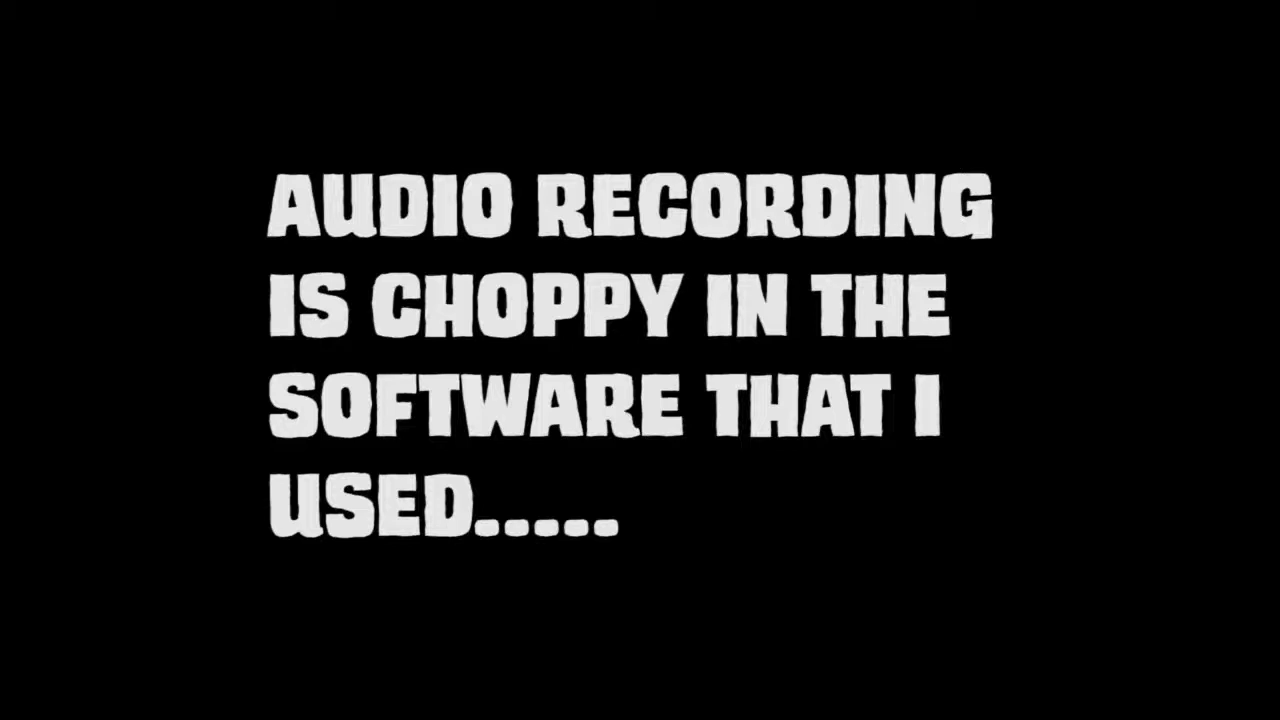 AUDIO RECORDING
IS CHOPPY IN THE
SOFTWARE THAT I
USED.....